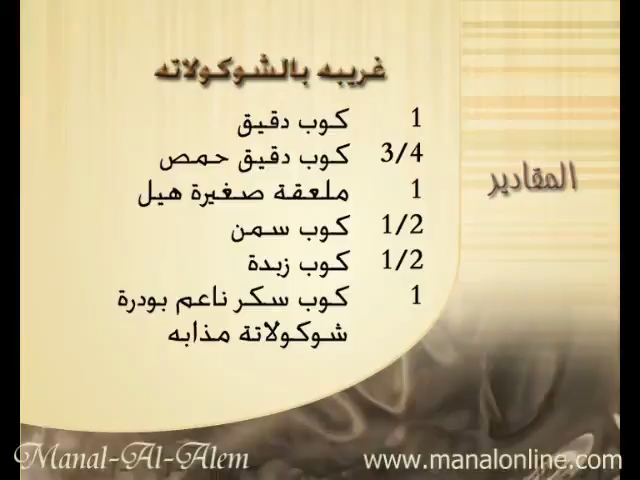 غريبه بالشوكولاته
المقادير
1 كوب دقيق
3/4 كوب دقيق حمص
1 ملعقة صغيرة هيل
1/2 كوب سمن
1/2 كوب زبدة
1 كوب سكر ناعم بودرة
شوكولاتة مذابه
Manal-Al-Alem
www.manalonline.com